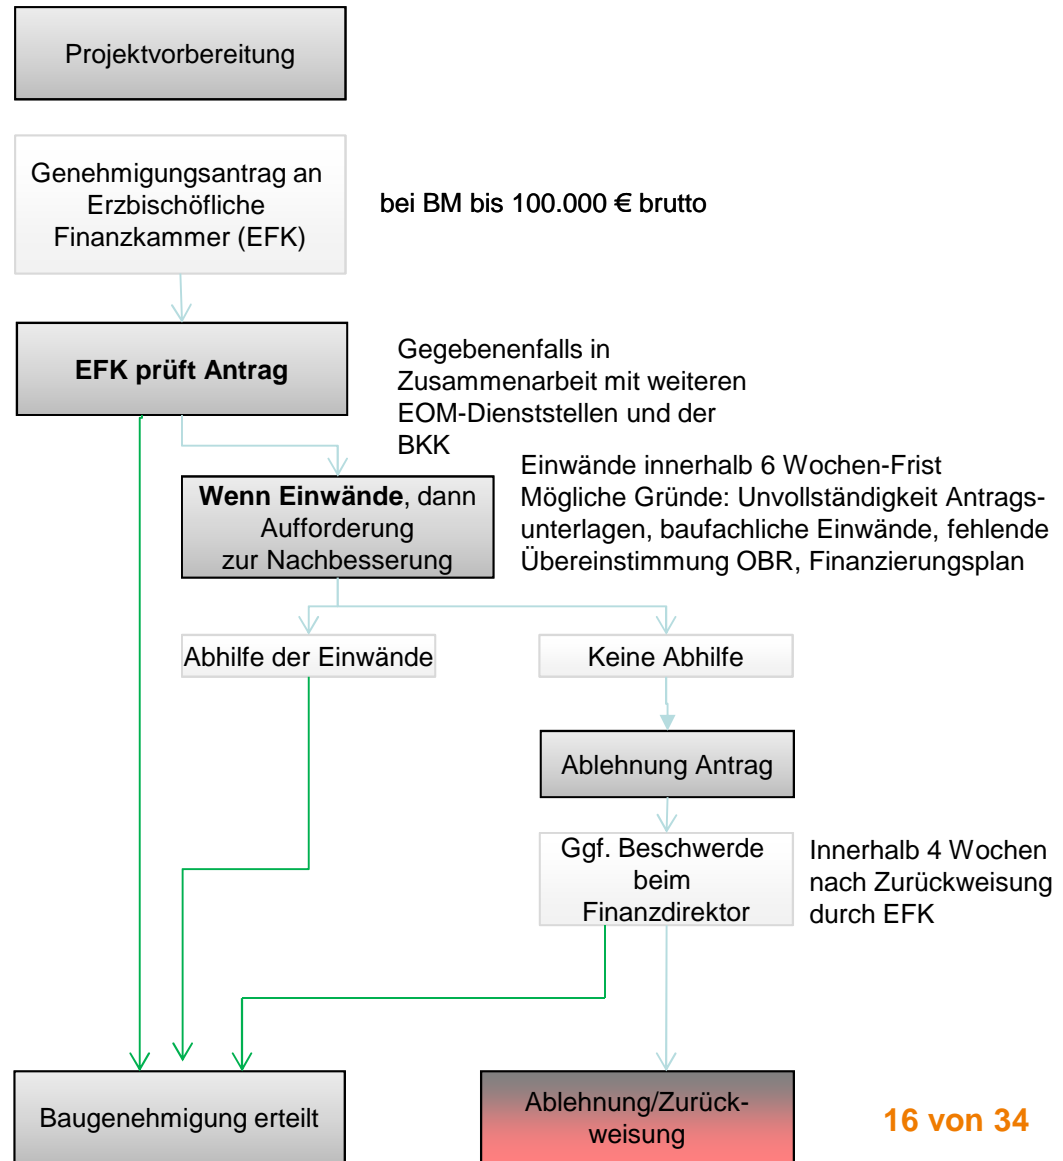 Projektvorbereitung
Genehmigungsantrag an
Erzbischöfliche
Finanzkammer (EFK)
bei BM bis 100.000 € brutto
EFK prüft Antrag
Gegebenenfalls in
Zusammenarbeit mit weiteren
EOM-Dienststellen und der
BKK
Wenn Einwände, dann
Aufforderung
zur Nachbesserung
Einwände innerhalb 6 Wochen-Frist
Mögliche Gründe: Unvollständigkeit Antrags-
unterlagen, baufachliche Einwände, fehlende
Übereinstimmung OBR, Finanzierungsplan
Abhilfe der Einwände
Keine Abhilfe
Ablehnung Antrag
Ggf. Beschwerde
beim
Finanzdirektor
Innerhalb 4 Wochen
nach Zurückweisung
durch EFK
Baugenehmigung erteilt
Ablehnung/Zurück-
weisung
16 von 34